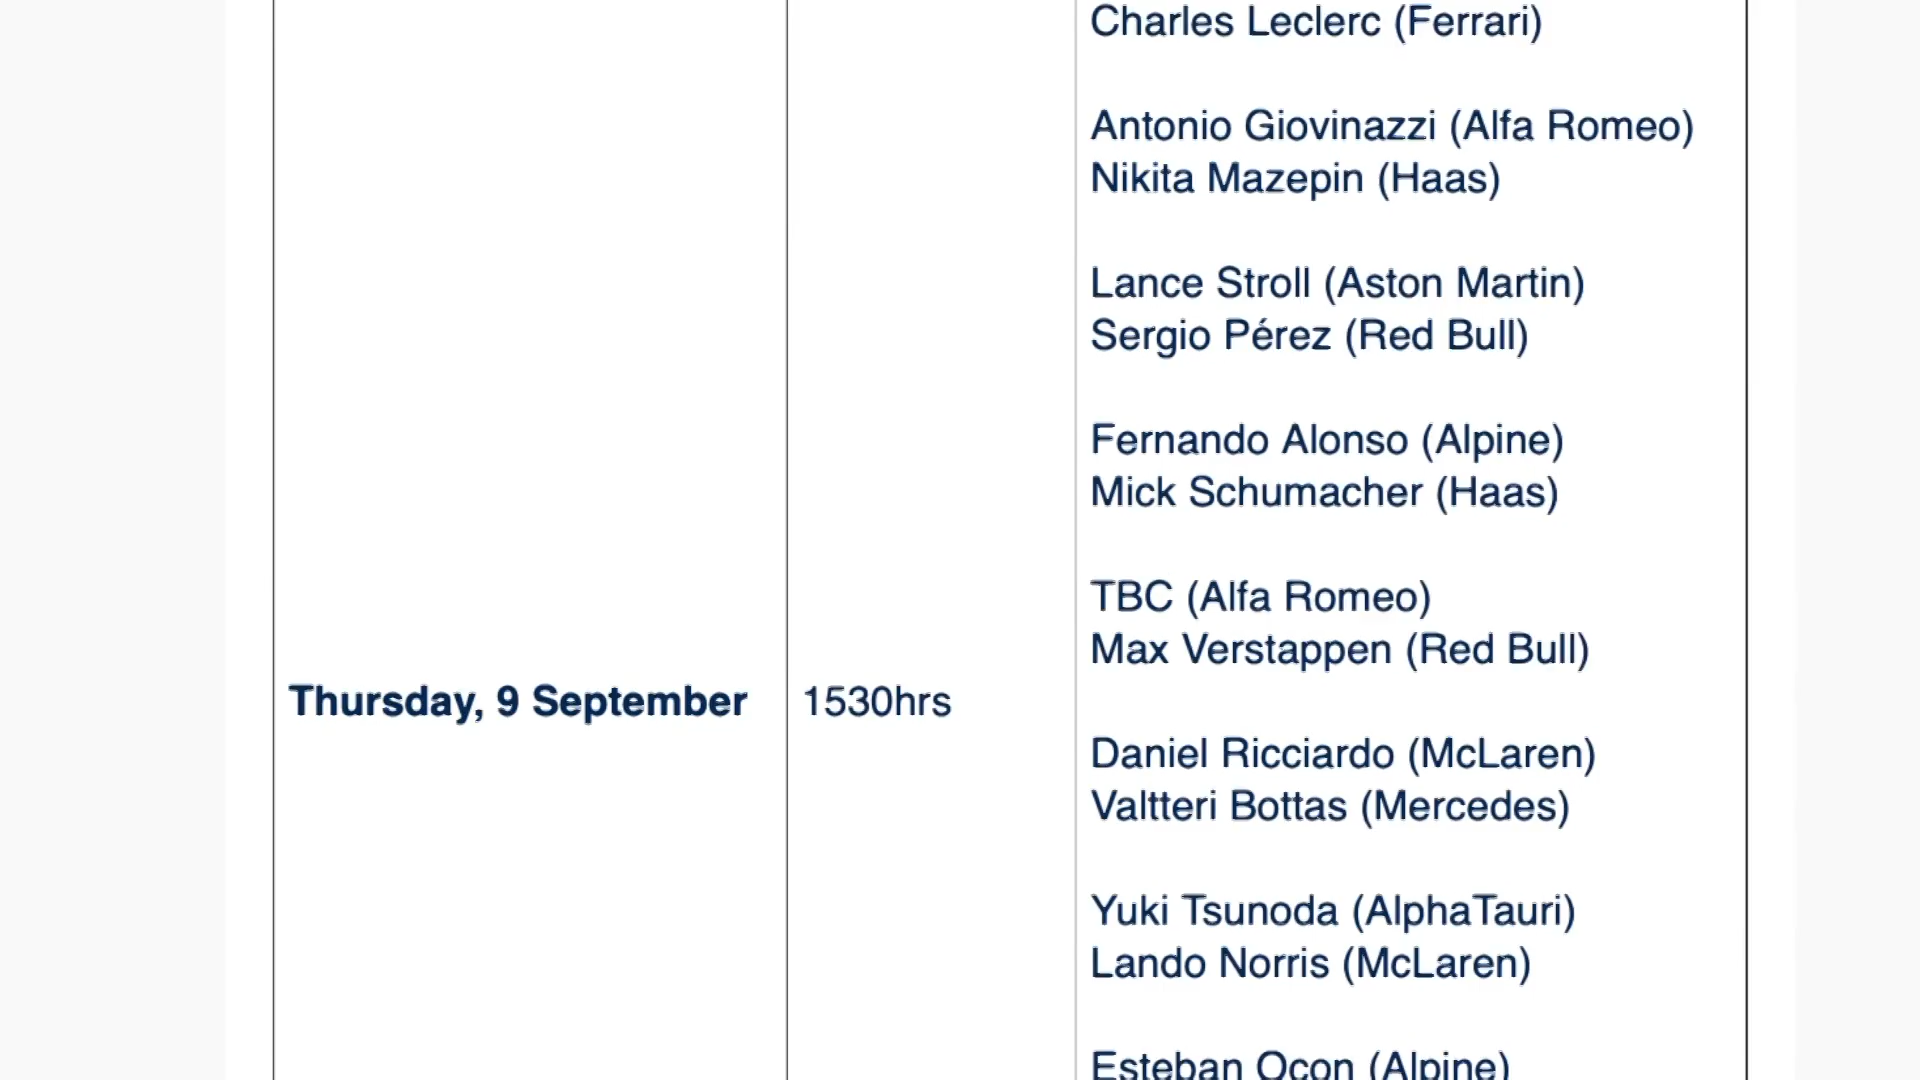 Charles Leclerc (Ferrari)
Antonio Giovinazzi (Alfa Romeo)
Nikita Mazepin (Haas)
Lance Stroll (Aston Martin)
Sergio Pérez (Red Bull)
Fernando Alonso (Alpine)
Mick Schumacher (Haas)
TBC (Alfa Romeo)
Max Verstappen (Red Bull)
Thursday, 9 September 1530hrs
Daniel Ricciardo (McLaren)
Valtteri Bottas (Mercedes)
Yuki Tsunoda (AlphaTauri)
Lando Norris (McLaren)
Esteban Ocon (Alpine)